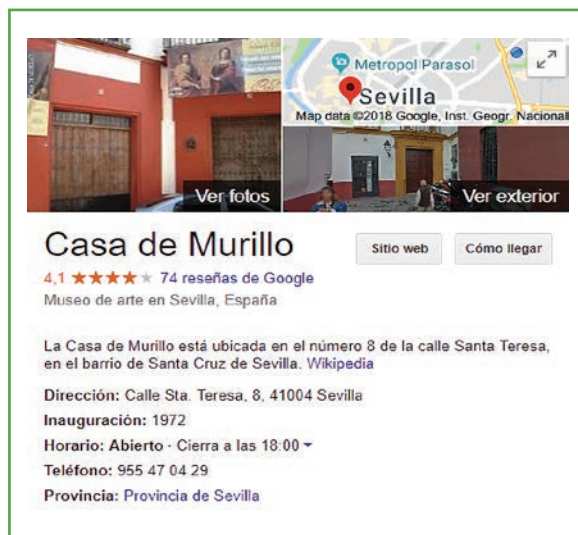 Metropol Parasol
Sevilla
Map data ©2018 Google, Inst. Geogr. Nacional
Ver fotos
Ver exterior
Casa de Murillo
Sitio web
Cómo llegar
4,1 ★★★★★ 74 reseñas de Google
Museo de arte en Sevilla, España
La Casa de Murillo está ubicada en el número 8 de la calle Santa Teresa,
en el barrio de Santa Cruz de Sevilla. Wikipedia
Dirección: Calle Sta. Teresa, 8, 41004 Sevilla
Inauguración: 1972
Horario: Abierto · Cierra a las 18:00
Teléfono: 955 47 04 29
Provincia: Provincia de Sevilla